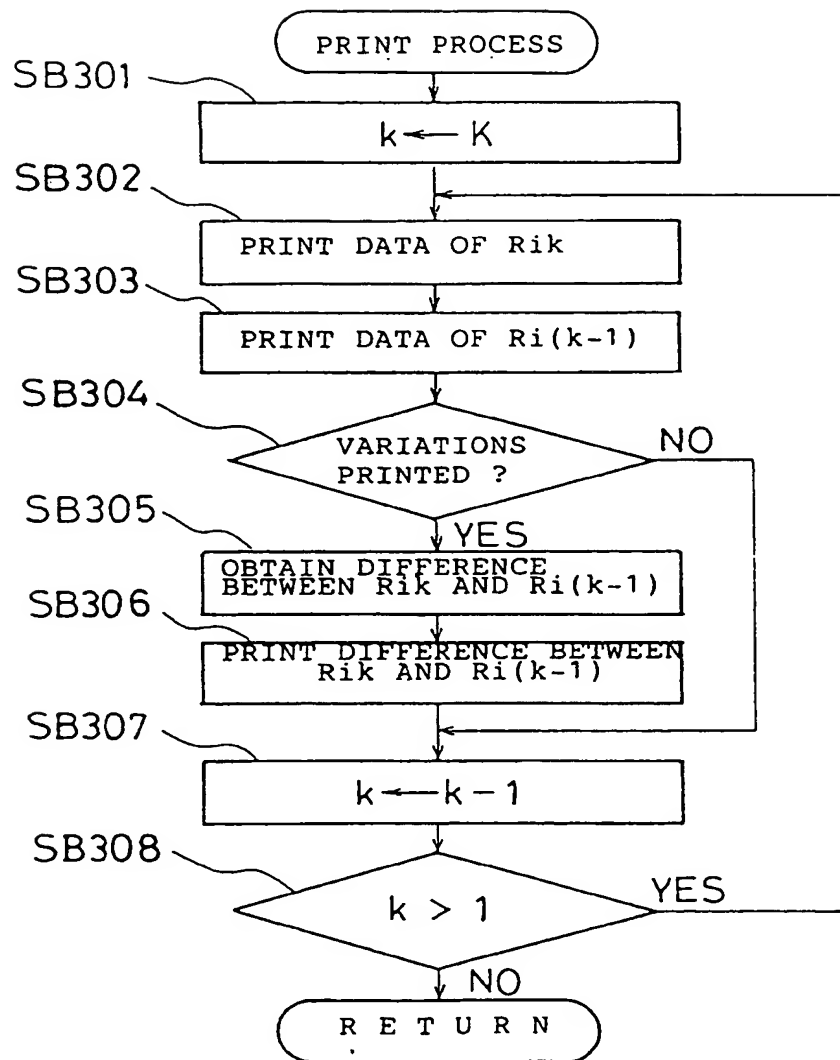 PRINT PROCESS
SB301
k ← K
SB302
PRINT DATA OF Rik
SB303
PRINT DATA OF Ri(k-1)
SB304
VARIATIONS
PRINTED ?
NO
YES
SB305
OBTAIN DIFFERENCE
BETWEEN Rik AND Ri(k-1)
SB306
PRINT DIFFERENCE BETWEEN
Rik AND Ri(k-1)
SB307
k ← k - 1
SB308
k > 1
YES
NO
RETURN